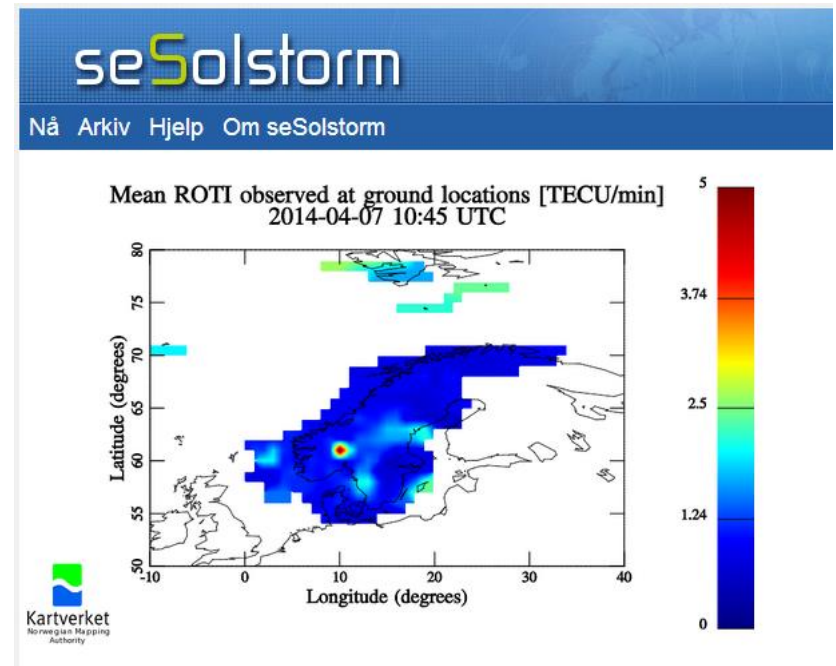 seSolstorm
Nå Arkiv Hjelp Om seSolstorm
Mean ROTI observed at ground locations [TECU/min]
2014-04-07 10:45 UTC
80
75
70
65
60
55
50
Latitude (degrees)
-10 0 10 20 30 40
Longitude (degrees)
5
3.74
2.5
1.24
0
Kartverket
Norwegian Mapping
Authority